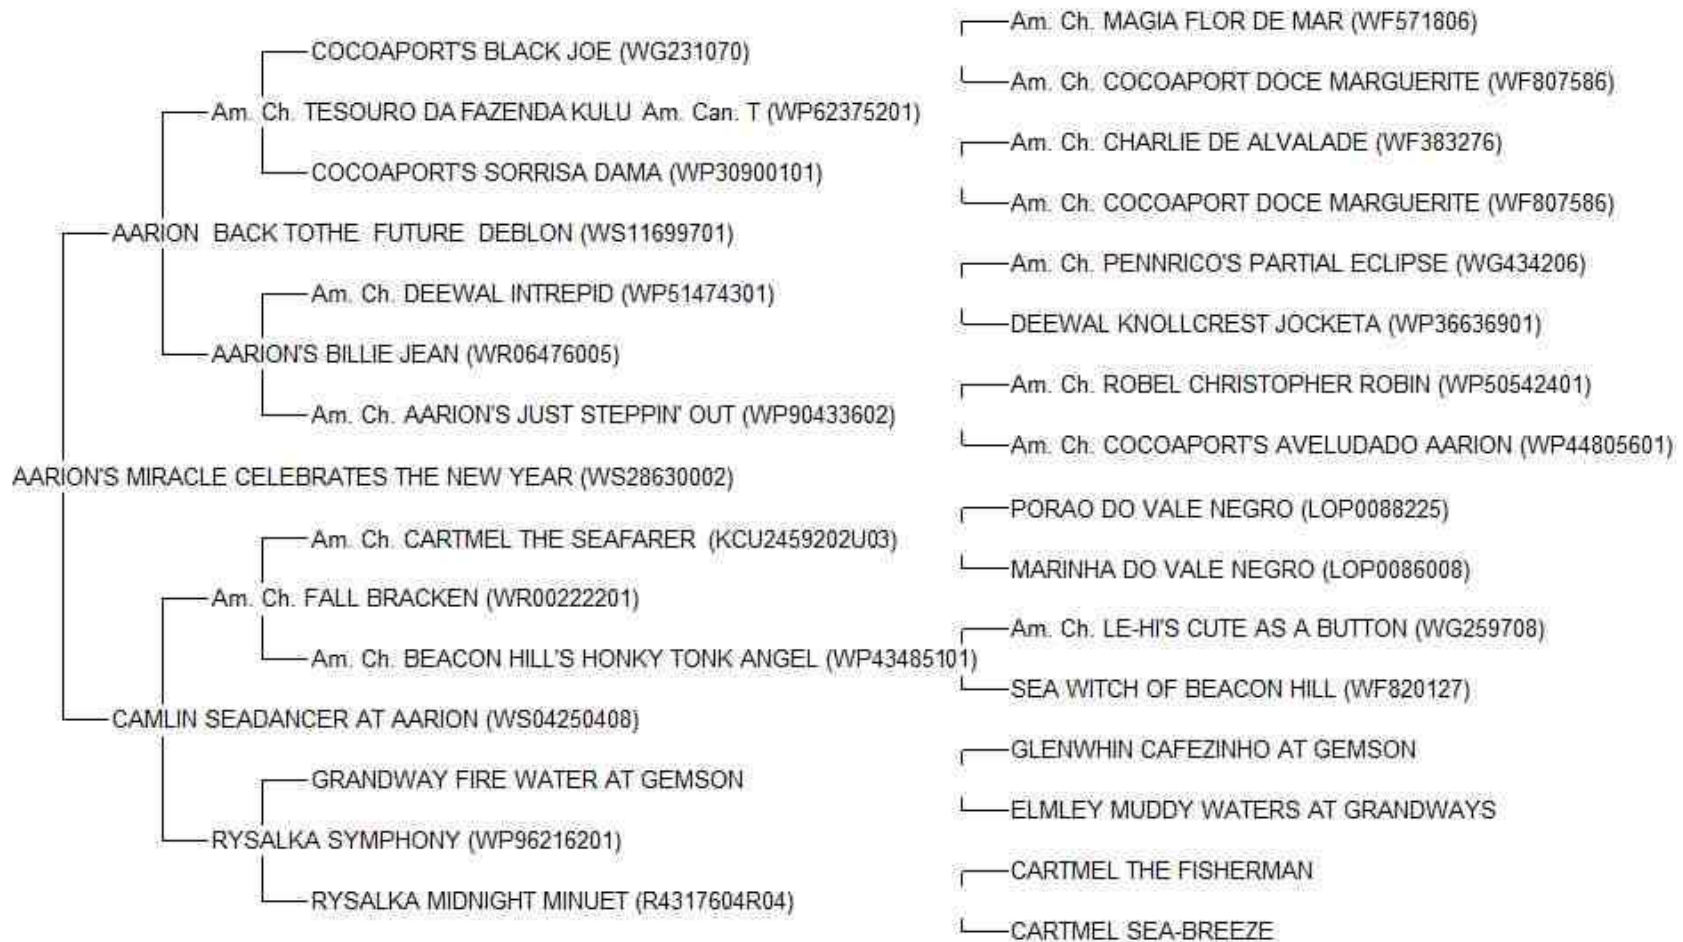 Am. Ch. MAGIA FLOR DE MAR (WF571806)
COCOAPORT'S BLACK JOE (WG231070)
Am. Ch. COCOAPORT DOCE MARGUERITE (WF807586)
Am. Ch. TESOURO DA FAZENDA KULU Am. Can. T (WP62375201)
Am. Ch. CHARLIE DE ALVALADE (WF383276)
COCOAPORT'S SORRISA DAMA (WP30900101)
Am. Ch. COCOAPORT DOCE MARGUERITE (WF807586)
AARION BACK TOTHE FUTURE DEBLON (WS11699701)
Am. Ch. PENNRICO'S PARTIAL ECLIPSE (WG434206)
Am. Ch. DEEWAL INTREPID (WP51474301)
DEEWAL KNOLLCREST JOCKETA (WP36636901)
AARION'S BILLIE JEAN (WR06476005)
Am. Ch. ROBEL CHRISTOPHER ROBIN (WP50542401)
Am. Ch. AARION'S JUST STEPPIN' OUT (WP90433602)
Am. Ch. COCOAPORT'S AVELUDADO AARION (WP44805601)
AARION'S MIRACLE CELEBRATES THE NEW YEAR (WS28630002)
PORAO DO VALE NEGRO (LOP0088225)
Am. Ch. CARTMEL THE SEAFARER (KCU2459202U03)
MARINHA DO VALE NEGRO (LOP0086008)
Am. Ch. FALL BRACKEN (WR00222201)
Am. Ch. LE-HI'S CUTE AS A BUTTON (WG259708)
Am. Ch. BEACON HILL'S HONKY TONK ANGEL (WP43485101)
SEA WITCH OF BEACON HILL (WF820127)
CAMLIN SEADANCER AT AARION (WS04250408)
GLENWHIN CAFEZINHO AT GEMSON
GRANDWAY FIRE WATER AT GEMSON
ELMLEY MUDDY WATERS AT GRANDWAYS
RYSALKA SYMPHONY (WP96216201)
CARTMEL THE FISHERMAN
RYSALKA MIDNIGHT MINUET (R4317604R04)
CARTMEL SEA-BREEZE